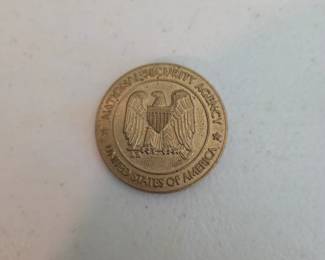 NATIONAL SECURITY AGENCY
UNITED STATES OF AMERICA